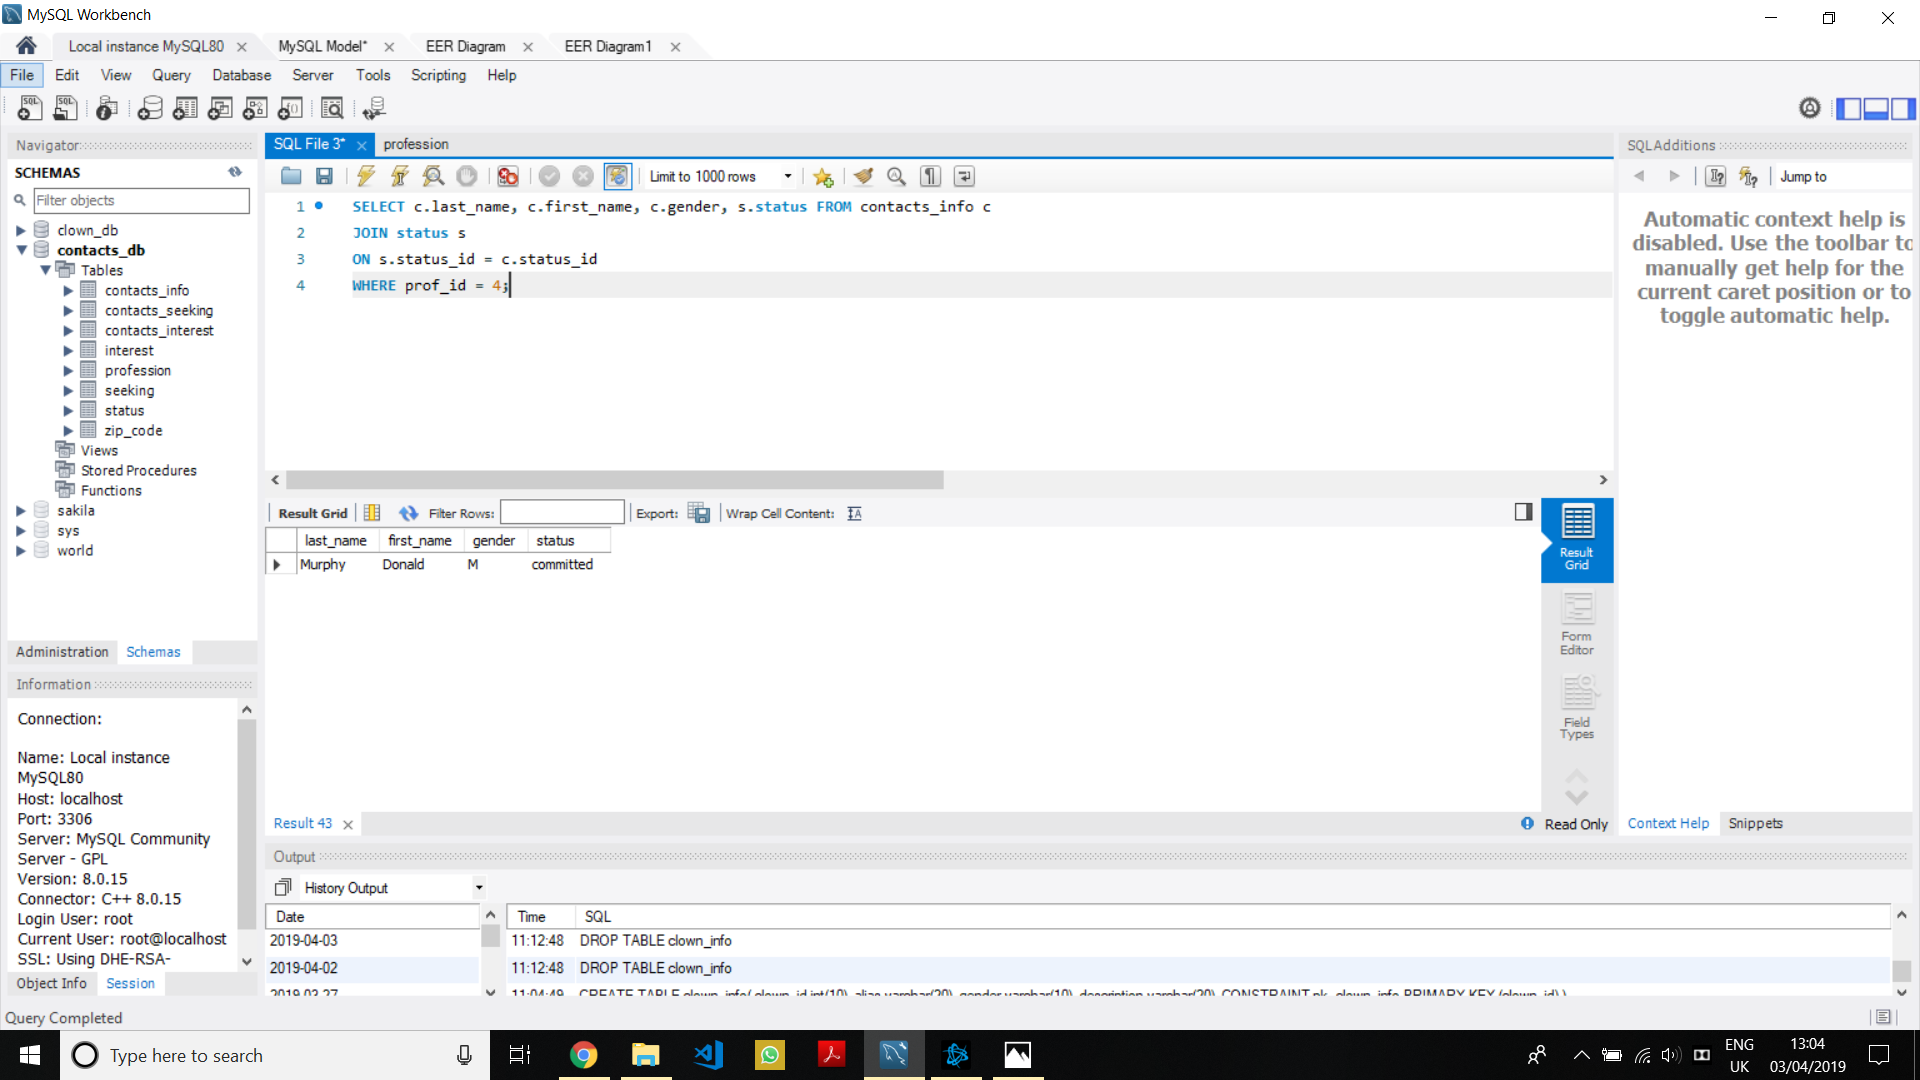 MySQL Workbench
Local instance MySQL80
MySQL Model*
EER Diagram
EER Diagram1
File Edit View Query Database Server Tools Scripting Help
Navigator
SCHEMAS
Filter objects
clown_db
contacts_db
Tables
contacts_info
contacts_seeking
contacts_interest
interest
profession
seeking
status
zip_code
Views
Stored Procedures
Functions
sakila
sys
world
Administration Schemas
Information
Connection:
Name: Local instance
MySQL80
Host: localhost
Port: 3306
Server: MySQL Community
Server - GPL
Version: 8.0.15
Connector: C++ 8.0.15
Login User: root
Current User: root@localhost
SSL: Using DHE-RSA-
Object Info Session
SQL File 3* profession
Limit to 1000 rows
1 SELECT c.last_name, c.first_name, c.gender, s.status FROM contacts_info c
2 JOIN status s
3 ON s.status_id = c.status_id
4 WHERE prof_id = 4;
Result Grid Filter Rows: Export: Wrap Cell Content:
last_name first_name gender status
Murphy Donald M committed
Result Grid
Form Editor
Field Types
Result 43
Read Only
SQLAdditions
Jump to
Automatic context help is
disabled. Use the toolbar to
manually get help for the
current caret position or to
toggle automatic help.
Context Help Snippets
Output
History Output
Date Time SQL
2019-04-03 11:12:48 DROP TABLE clown_info
2019-04-02 11:12:48 DROP TABLE clown_info
2019-03-27 11:04:49 CREATE TABLE clown_info( clown_id int(10), alias varchar(20), gender varchar(10), description varchar(20), CONSTRAINT pk_clown_info PRIMARY KEY (clown_id) )
Query Completed
Type here to search
ENG
UK
13:04
03/04/2019